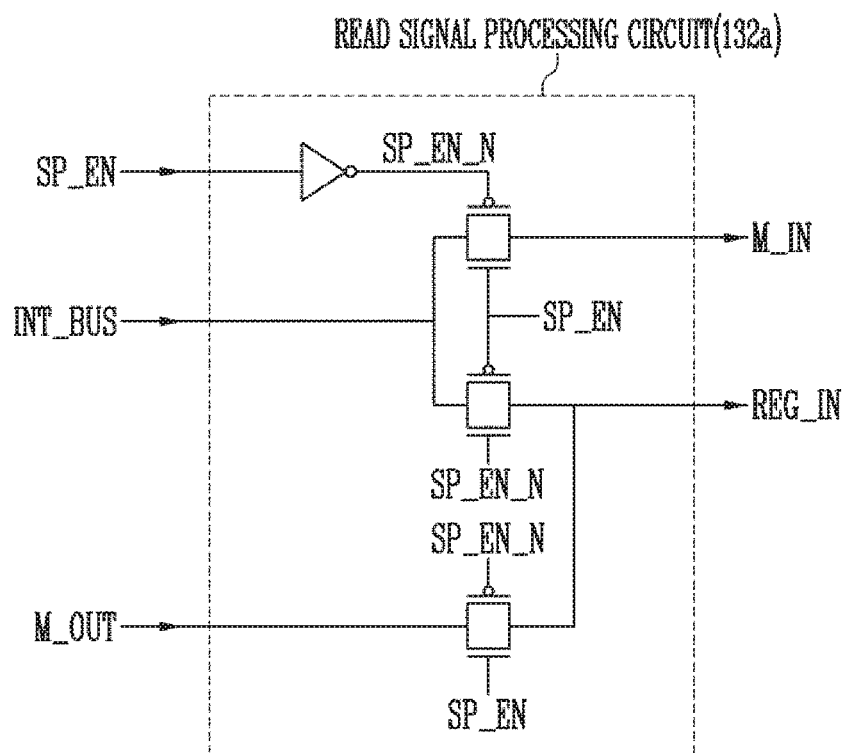 READ SIGNAL PROCESSING CIRCUIT(132a)
SP_EN
SP_EN_N
M_IN
INT_BUS
SP_EN
REG_IN
SP_EN_N
SP_EN_N
M_OUT
SP_EN